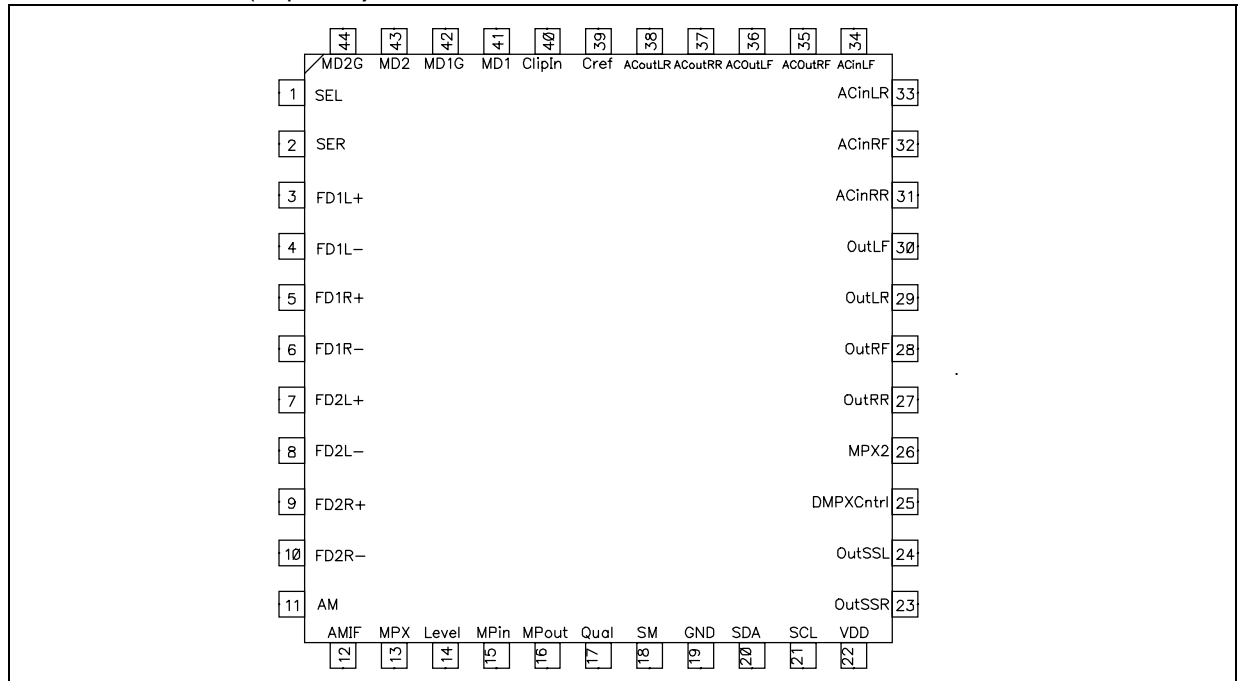 44 43 42 41 40 39 38 37 36 35 34
MD2G MD2 MD1G MD1 ClipIn Cref ACoutLR ACoutRR ACOutLF ACOutRF ACinLF
1 SEL ACinLR 33
2 SER ACinRF 32
3 FD1L+ ACinRR 31
4 FD1L− OutLF 30
5 FD1R+ OutLR 29
6 FD1R− OutRF 28
7 FD2L+ OutRR 27
8 FD2L− MPX2 26
9 FD2R+ DMPXCntrl 25
10 FD2R− OutSSL 24
11 AM OutSSR 23
AMIF MPX Level MPin MPout Qual SM GND SDA SCL VDD
12 13 14 15 16 17 18 19 20 21 22